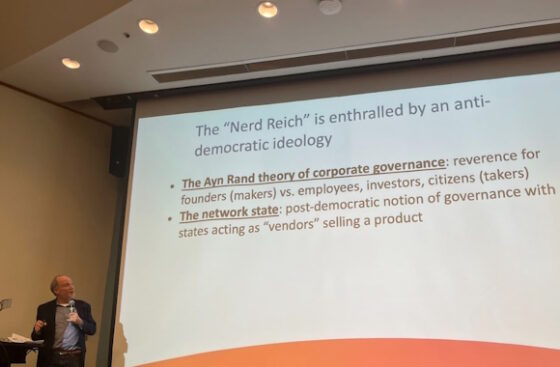 The "Nerd Reich" is enthralled by an anti-
democratic ideology
• The Ayn Rand theory of corporate governance: reverence for
founders (makers) vs. employees, investors, citizens (takers)
• The network state: post-democratic notion of governance with
states acting as "vendors" selling a product